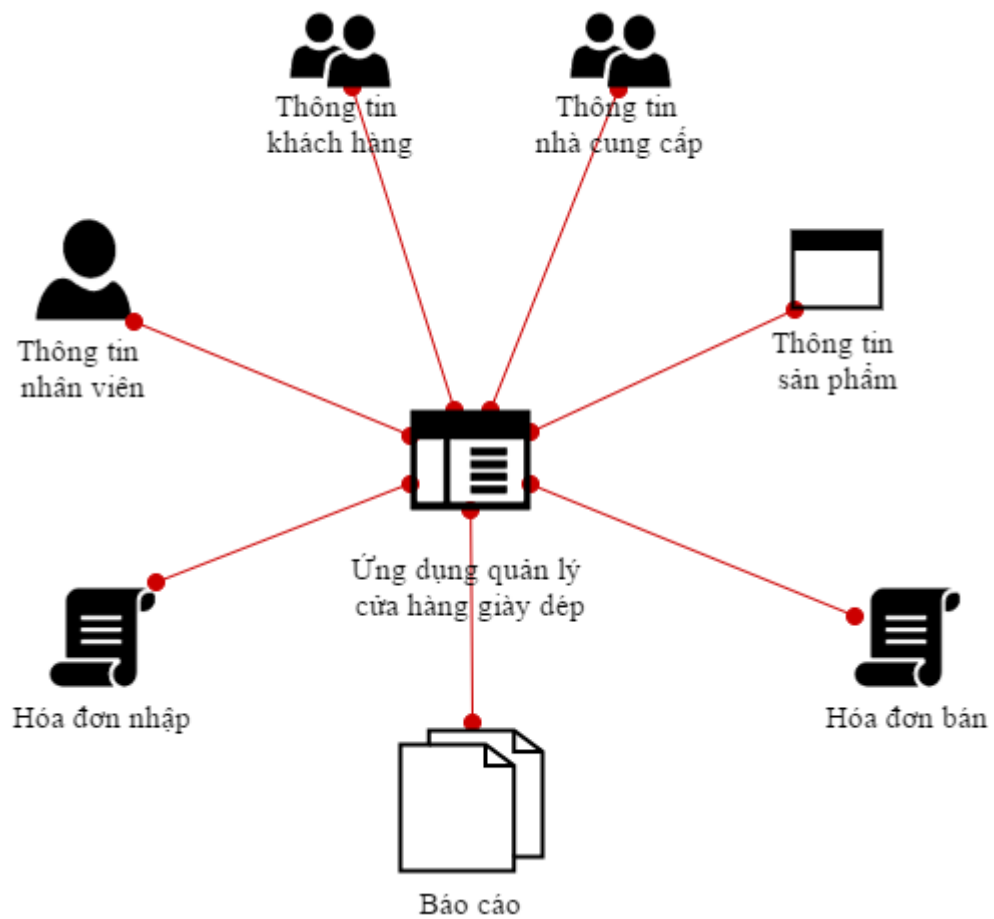 Thông tin
khách hàng
Thông tin
nhà cung cấp
Thông tin
nhân viên
Thông tin
sản phẩm
Ứng dụng quản lý
cửa hàng giày dép
Hóa đơn nhập
Hóa đơn bán
Báo cáo